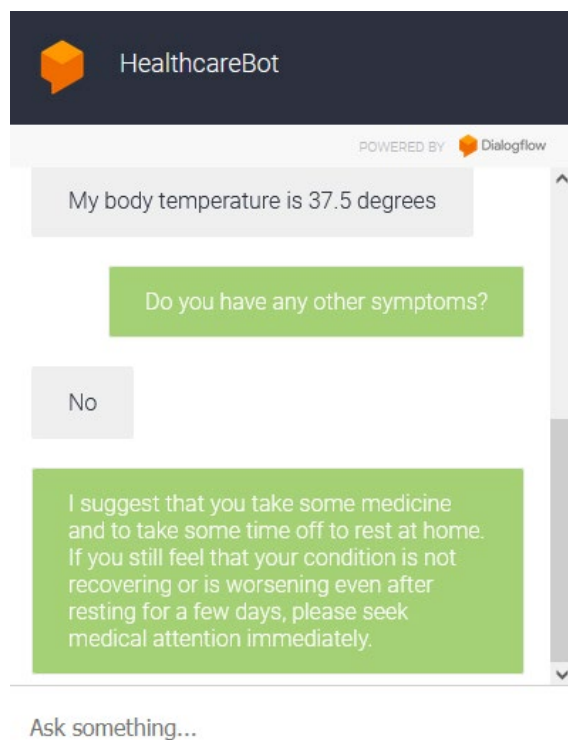 HealthcareBot
POWERED BY Dialogflow
My body temperature is 37.5 degrees
Do you have any other symptoms?
No
I suggest that you take some medicine
and to take some time off to rest at home.
If you still feel that your condition is not
recovering or is worsening even after
resting for a few days, please seek
medical attention immediately.
Ask something...